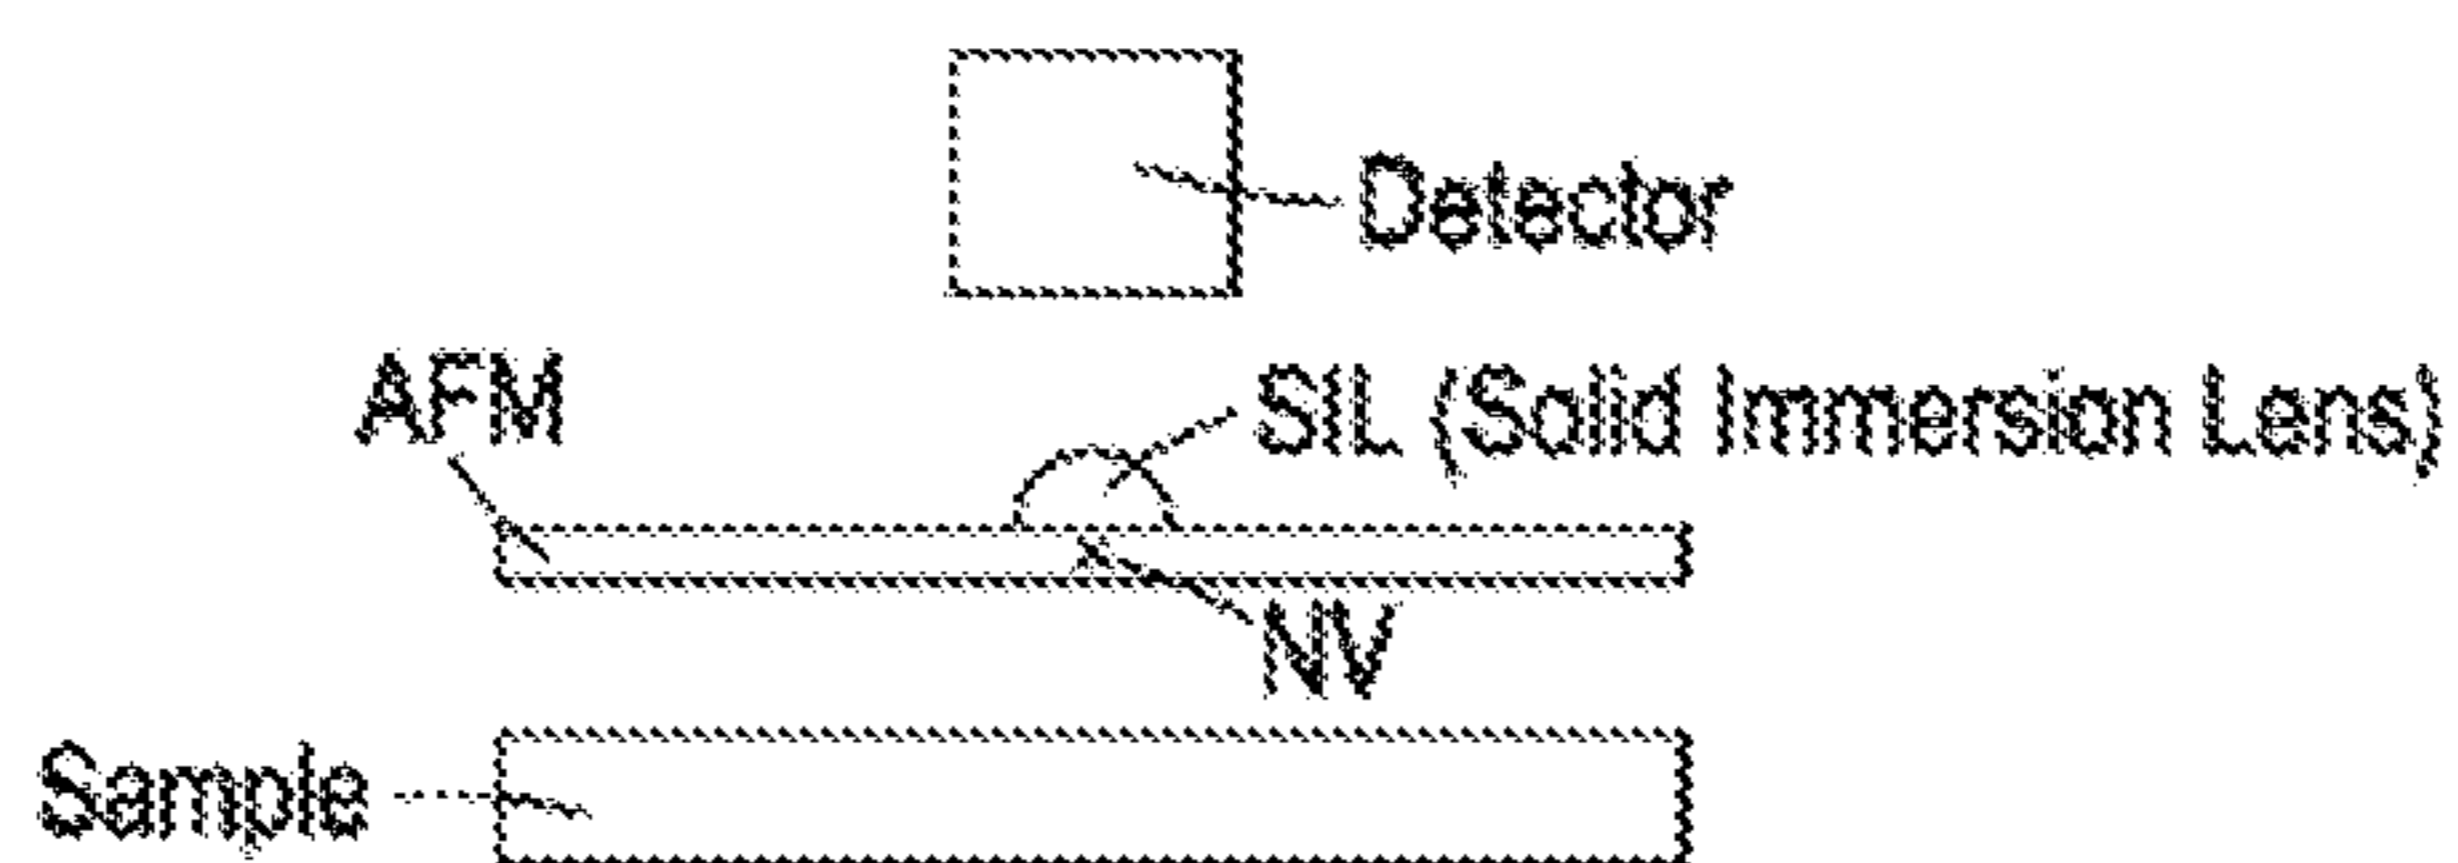 Detector
AFM
SIL (Solid Immersion Lens)
NV
Sample